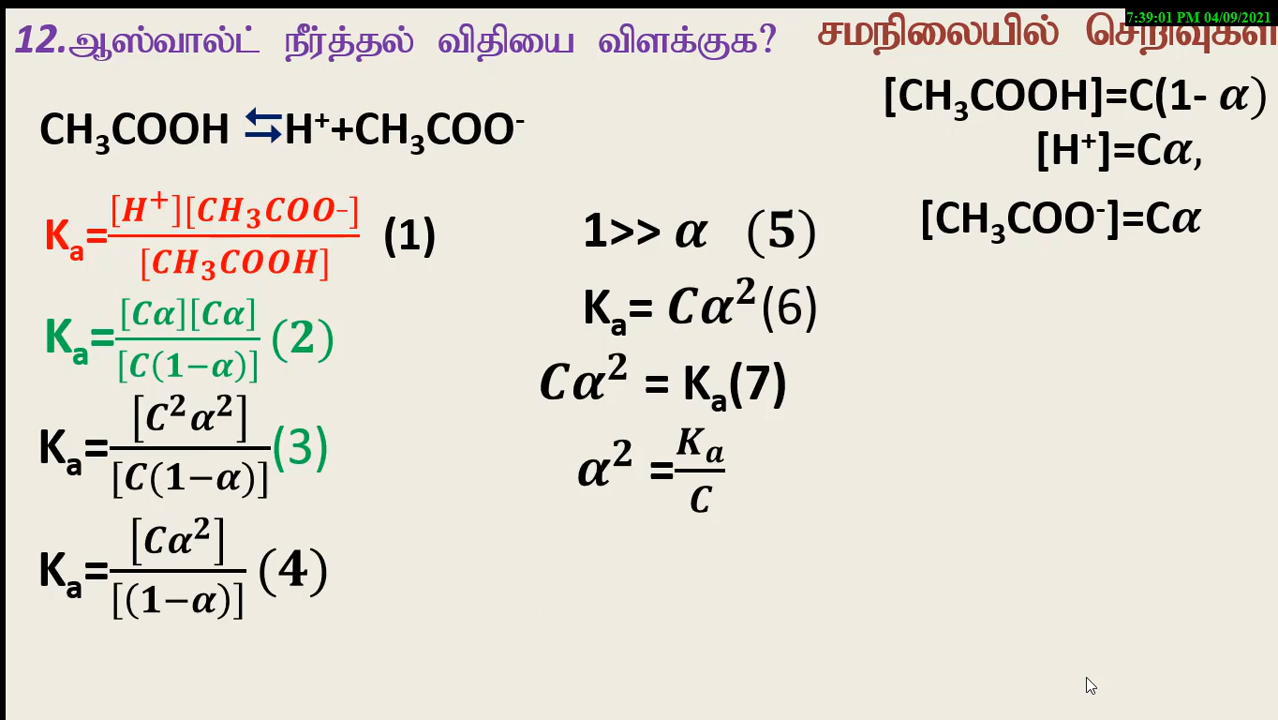 7:39:01 PM 04/09/2021
12.ஆஸ்வால்ட் நீர்த்தல் விதியை விளக்குக?
சமநிலையில் செறிவுகள்
CH₃COOH ⇆ H⁺+CH₃COO⁻
Kₐ=[H⁺][CH₃COO⁻]/[CH₃COOH] (1)
Kₐ=[Cα][Cα]/[C(1−α)] (2)
Kₐ=[C²α²]/[C(1−α)] (3)
Kₐ=[Cα²]/[(1−α)] (4)
1>> α (5)
Kₐ= Cα² (6)
Cα² = Kₐ(7)
α² =Kₐ/C
[CH₃COOH]=C(1- α)
[H⁺]=Cα,
[CH₃COO⁻]=Cα